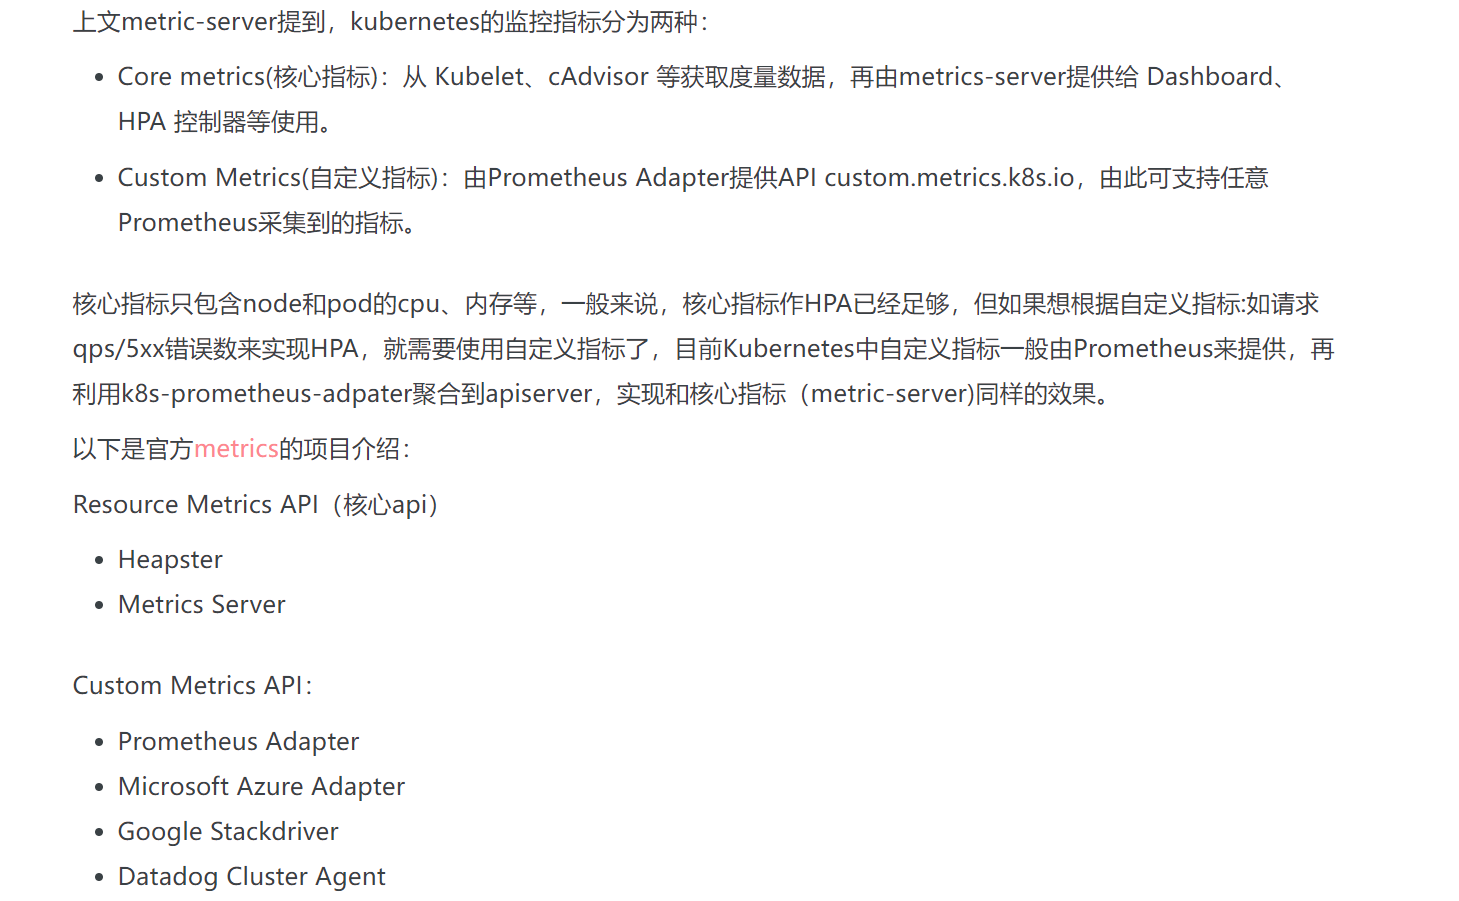 上文metric-server提到，kubernetes的监控指标分为两种：
Core metrics(核心指标)：从 Kubelet、cAdvisor 等获取度量数据，再由metrics-server提供给 Dashboard、
HPA 控制器等使用。
Custom Metrics(自定义指标)：由Prometheus Adapter提供API custom.metrics.k8s.io，由此可支持任意
Prometheus采集到的指标。
核心指标只包含node和pod的cpu、内存等，一般来说，核心指标作HPA已经足够，但如果想根据自定义指标:如请求
qps/5xx错误数来实现HPA，就需要使用自定义指标了，目前Kubernetes中自定义指标一般由Prometheus来提供，再
利用k8s-prometheus-adpater聚合到apiserver，实现和核心指标（metric-server)同样的效果。
以下是官方metrics的项目介绍：
Resource Metrics API（核心api）
Heapster
Metrics Server
Custom Metrics API：
Prometheus Adapter
Microsoft Azure Adapter
Google Stackdriver
Datadog Cluster Agent